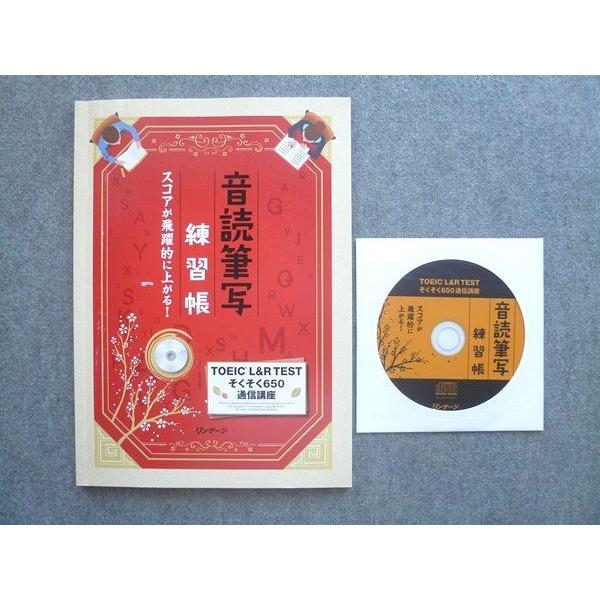 音読筆写
練習帳
スコアが飛躍的に上がる!
TOEIC® L&R TEST
そくそく650
通信講座
リンゲージ
TOEIC® L&R TEST
そくそく650通信講座
音読筆写
練習帳
スコアが
飛躍的に
上がる!
リンゲージ